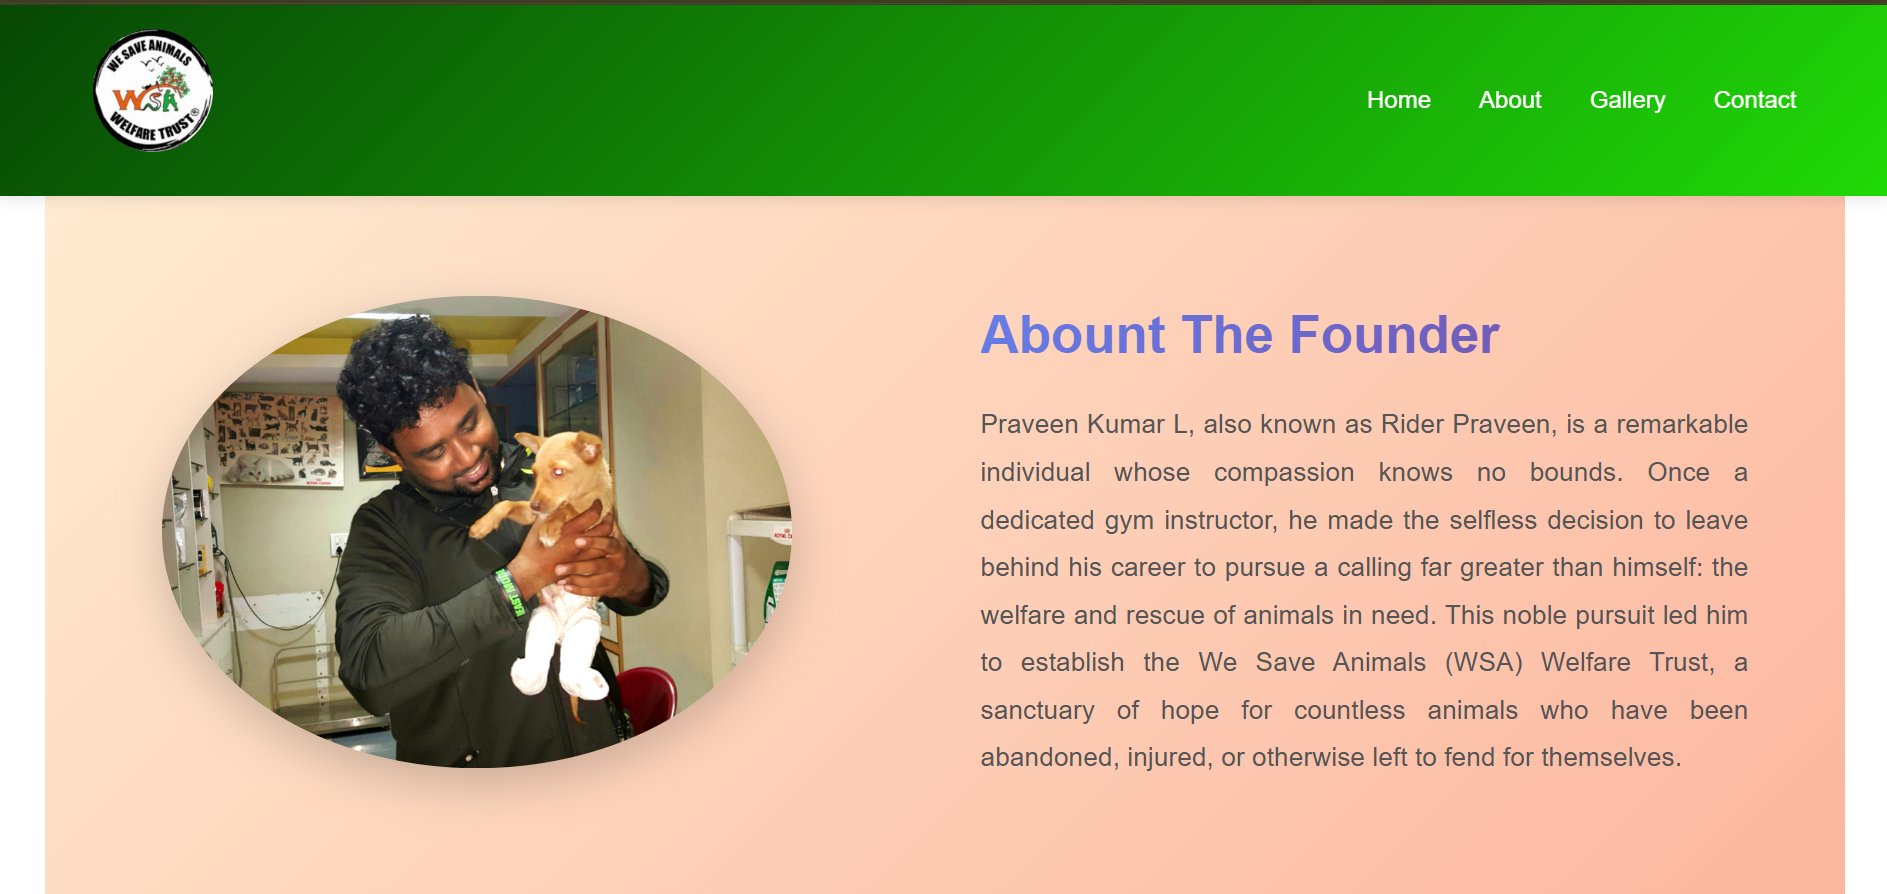 WE SAVE ANIMALS
WSA
WELFARE TRUST®
Home About Gallery Contact
Abount The Founder
Praveen Kumar L, also known as Rider Praveen, is a remarkable
individual whose compassion knows no bounds. Once a
dedicated gym instructor, he made the selfless decision to leave
behind his career to pursue a calling far greater than himself: the
welfare and rescue of animals in need. This noble pursuit led him
to establish the We Save Animals (WSA) Welfare Trust, a
sanctuary of hope for countless animals who have been
abandoned, injured, or otherwise left to fend for themselves.
ROYAL CANIN